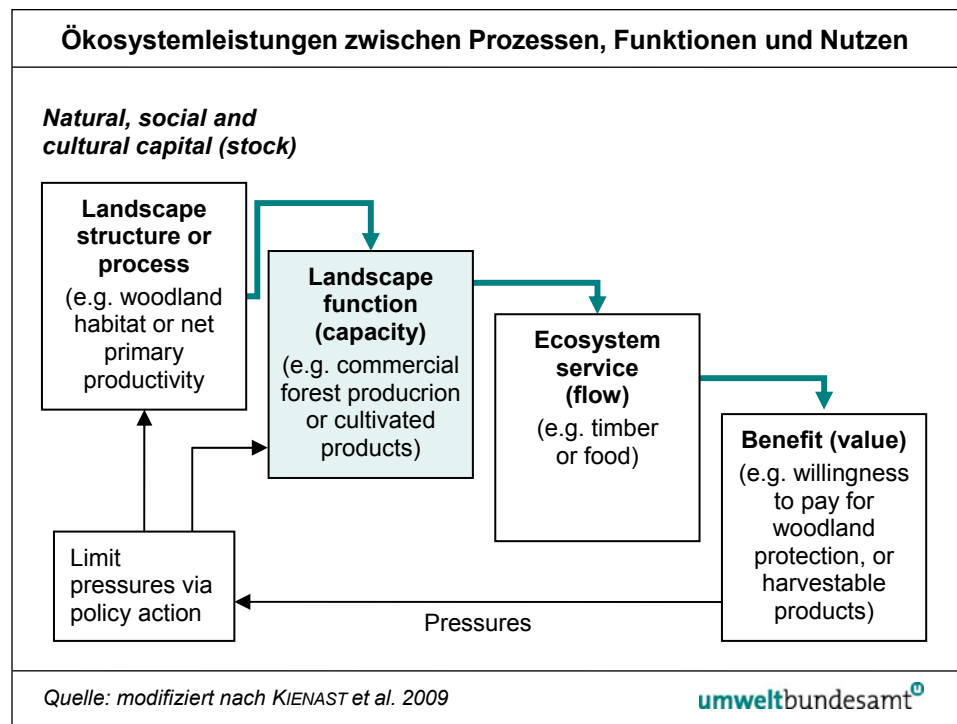 Ökosystemleistungen zwischen Prozessen, Funktionen und Nutzen
Natural, social and
cultural capital (stock)
Landscape
structure or
process
(e.g. woodland
habitat or net
primary
productivity
Landscape
function
(capacity)
(e.g. commercial
forest producrion
or cultivated
products)
Ecosystem
service
(flow)
(e.g. timber
or food)
Benefit (value)
(e.g. willingness
to pay for
woodland
protection, or
harvestable
products)
Limit
pressures via
policy action
Pressures
Quelle: modifiziert nach KIENAST et al. 2009
umweltbundesamt
u